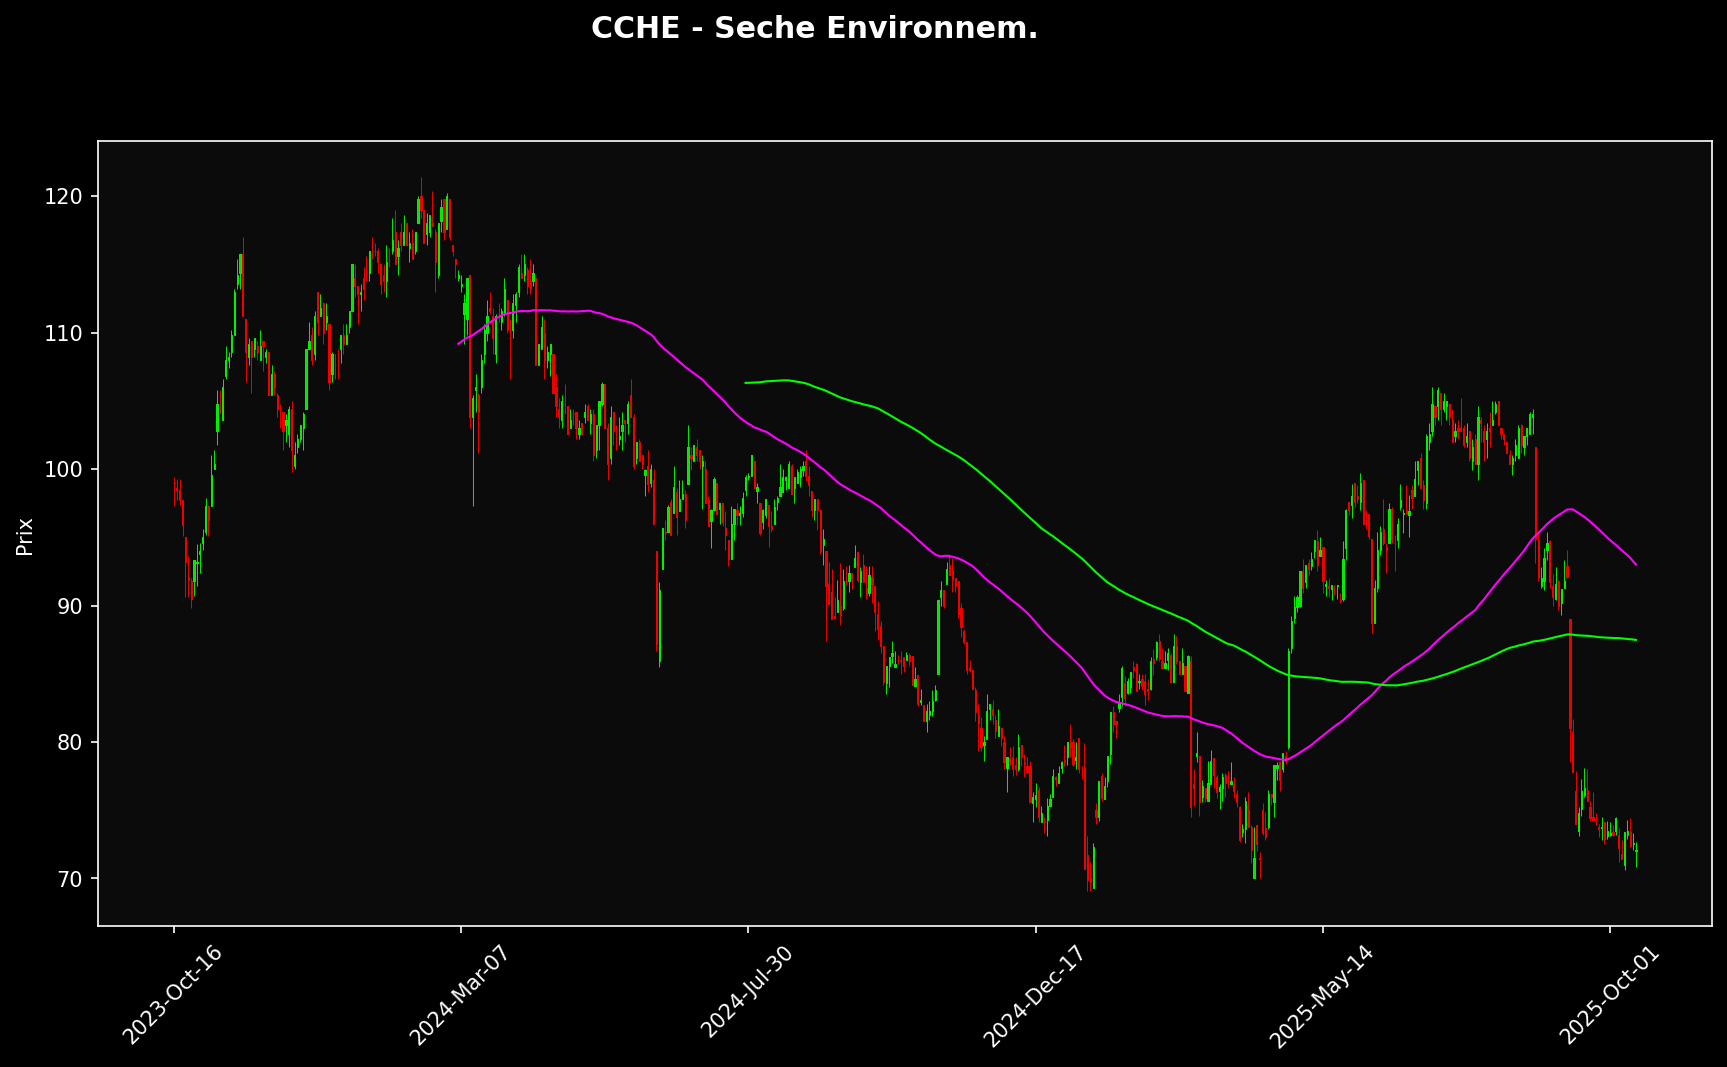 CCHE - Seche Environnem.
Prix
120
110
100
90
80
70
2023-Oct-16
2024-Mar-07
2024-Jul-30
2024-Dec-17
2025-May-14
2025-Oct-01